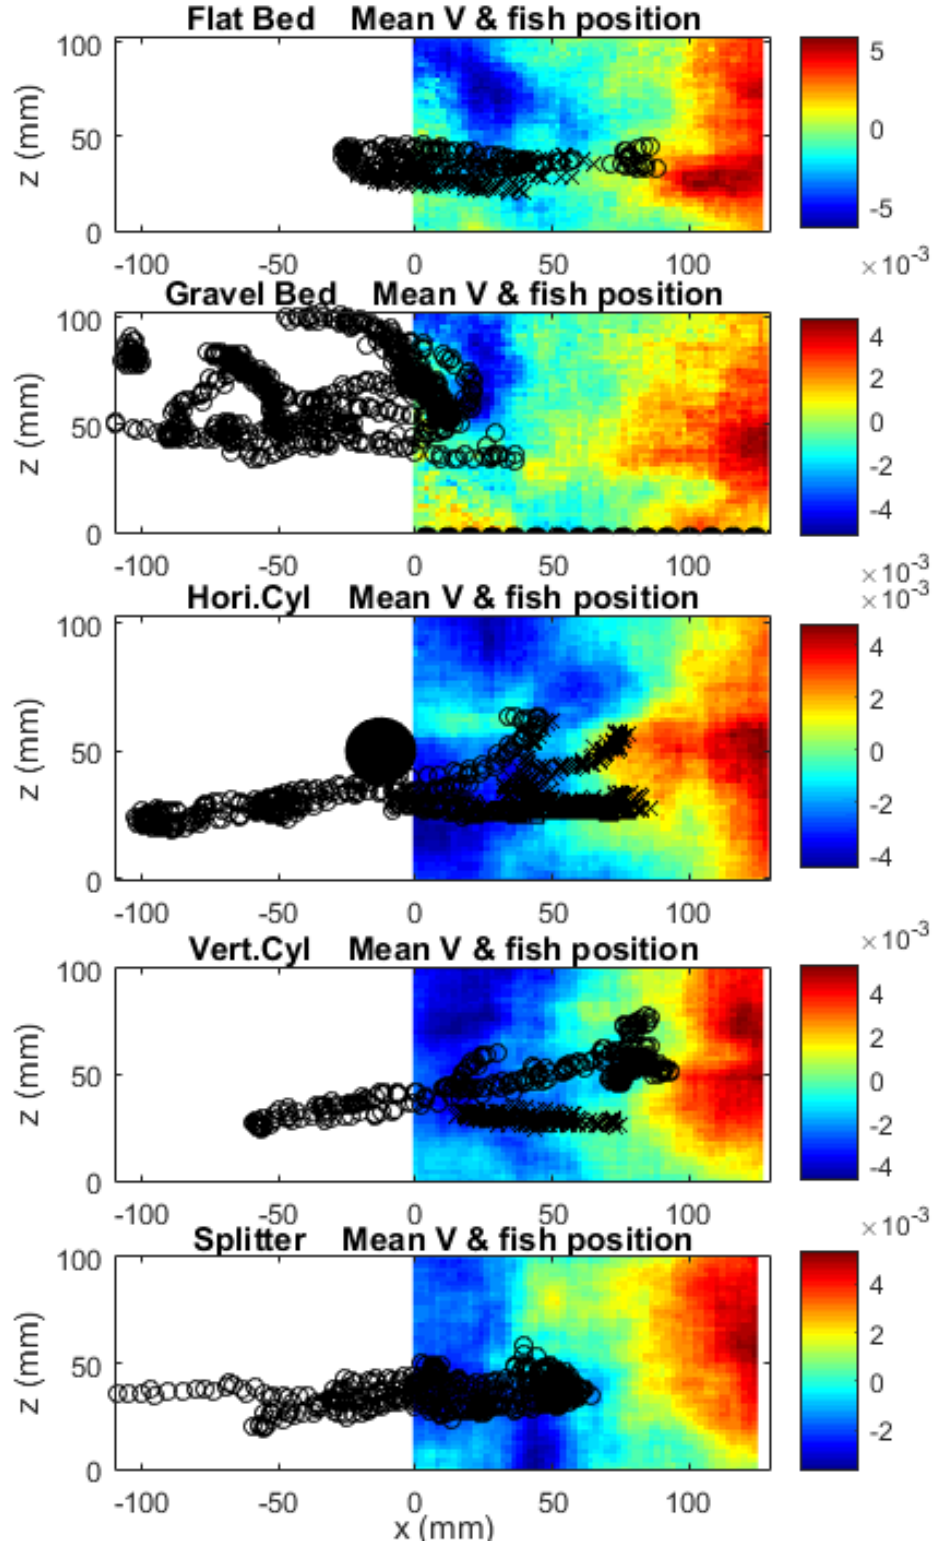 Flat Bed Mean V & fish position
100
50
0
z (mm)
-100 -50 0 50 100
5
0
-5
×10-3
Gravel Bed Mean V & fish position
100
50
0
z (mm)
-100 -50 0 50 100
4
2
0
-2
-4
×10-3
×10-3
Hori.Cyl Mean V & fish position
100
50
0
z (mm)
-100 -50 0 50 100
4
2
0
-2
-4
×10-3
Vert.Cyl Mean V & fish position
100
50
0
z (mm)
-100 -50 0 50 100
4
2
0
-2
-4
×10-3
Splitter Mean V & fish position
100
50
0
z (mm)
-100 -50 0 50 100
4
2
0
-2
x (mm)